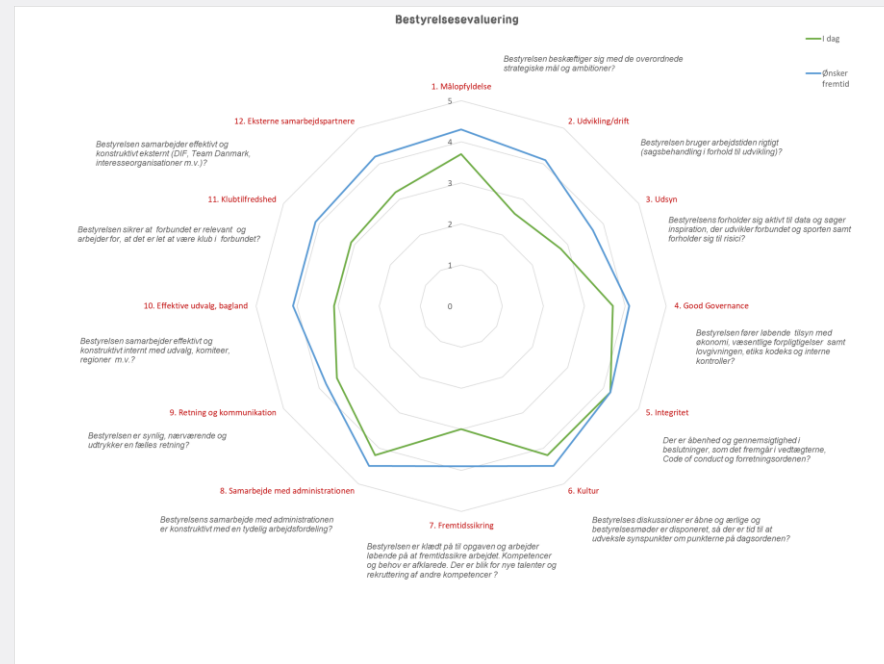 Bestyrelsesevaluering
I dag
Ønsker
fremtid
Bestyrelsen beskæftiger sig med de overordnede
strategiske mål og ambitioner?
1. Målopfyldelse
5
4
3
2
1
0
2. Udvikling/drift
Bestyrelsen bruger arbejdstiden rigtigt
(sagsbehandling i forhold til udvikling)?
3. Udsyn
Bestyrelsens forholder sig aktivt til data og søger
inspiration, der udvikler forbundet og sporten samt
forholder sig til risici?
4. Good Governance
Bestyrelsen fører løbende tilsyn med
økonomi, væsentlige forpligtigelser samt
lovgivningen, etiks kodeks og interne
kontroller?
5. Integritet
Der er åbenhed og gennemsigtighed i
beslutninger, som det fremgår i vedtægterne,
Code of conduct og forretningsordenen?
6. Kultur
Bestyrelses diskussioner er åbne og ærlige og
bestyrelsesmøder er disponeret, så der er tid til at
udveksle synspunkter om punkterne på dagsordenen?
7. Fremtidssikring
Bestyrelsen er klædt på til opgaven og arbejder
løbende på at fremtidssikre arbejdet. Kompetencer
og behov er afklarede. Der er blik for nye talenter og
rekruttering af andre kompetencer ?
8. Samarbejde med administrationen
Bestyrelsens samarbejde med administrationen
er konstruktivt med en tydelig arbejdsfordeling?
9. Retning og kommunikation
Bestyrelsen er synlig, nærværende og
udtrykker en fælles retning?
10. Effektive udvalg, bagland
Bestyrelsen samarbejder effektivt og
konstruktivt internt med udvalg, komiteer,
regioner m.v.?
11. Klubtilfredshed
Bestyrelsen sikrer at forbundet er relevant og
arbejder for, at det er let at være klub i forbundet?
12. Eksterne samarbejdspartnere
Bestyrelsen samarbejder effektivt og
konstruktivt eksternt (DIF, Team Danmark,
interesseorganisationer m.v.)?